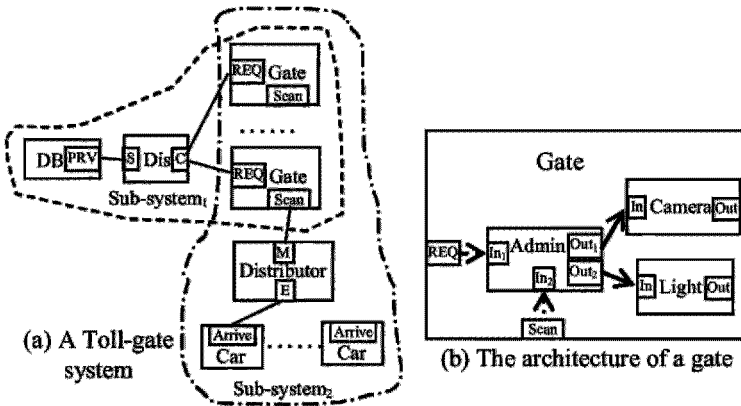 REQ Gate
Scan
DB PRV S Dis C
REQ Gate
Scan
Sub-system1
M
Distributor
E
Arrive
Car
Arrive
Car
(a) A Toll-gate
system
Sub-system2
Gate
In Camera Out
REQ In1 Admin Out1
Out2
In2
In Light Out
Scan
(b) The architecture of a gate